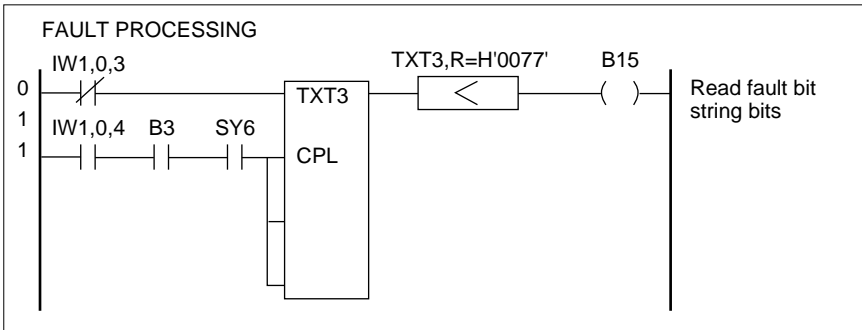 FAULT PROCESSING
IW1,0,3
TXT3,R=H'0077'
B15
0
TXT3
<
( )
Read fault bit
string bits
1
IW1,0,4
B3
SY6
1
CPL